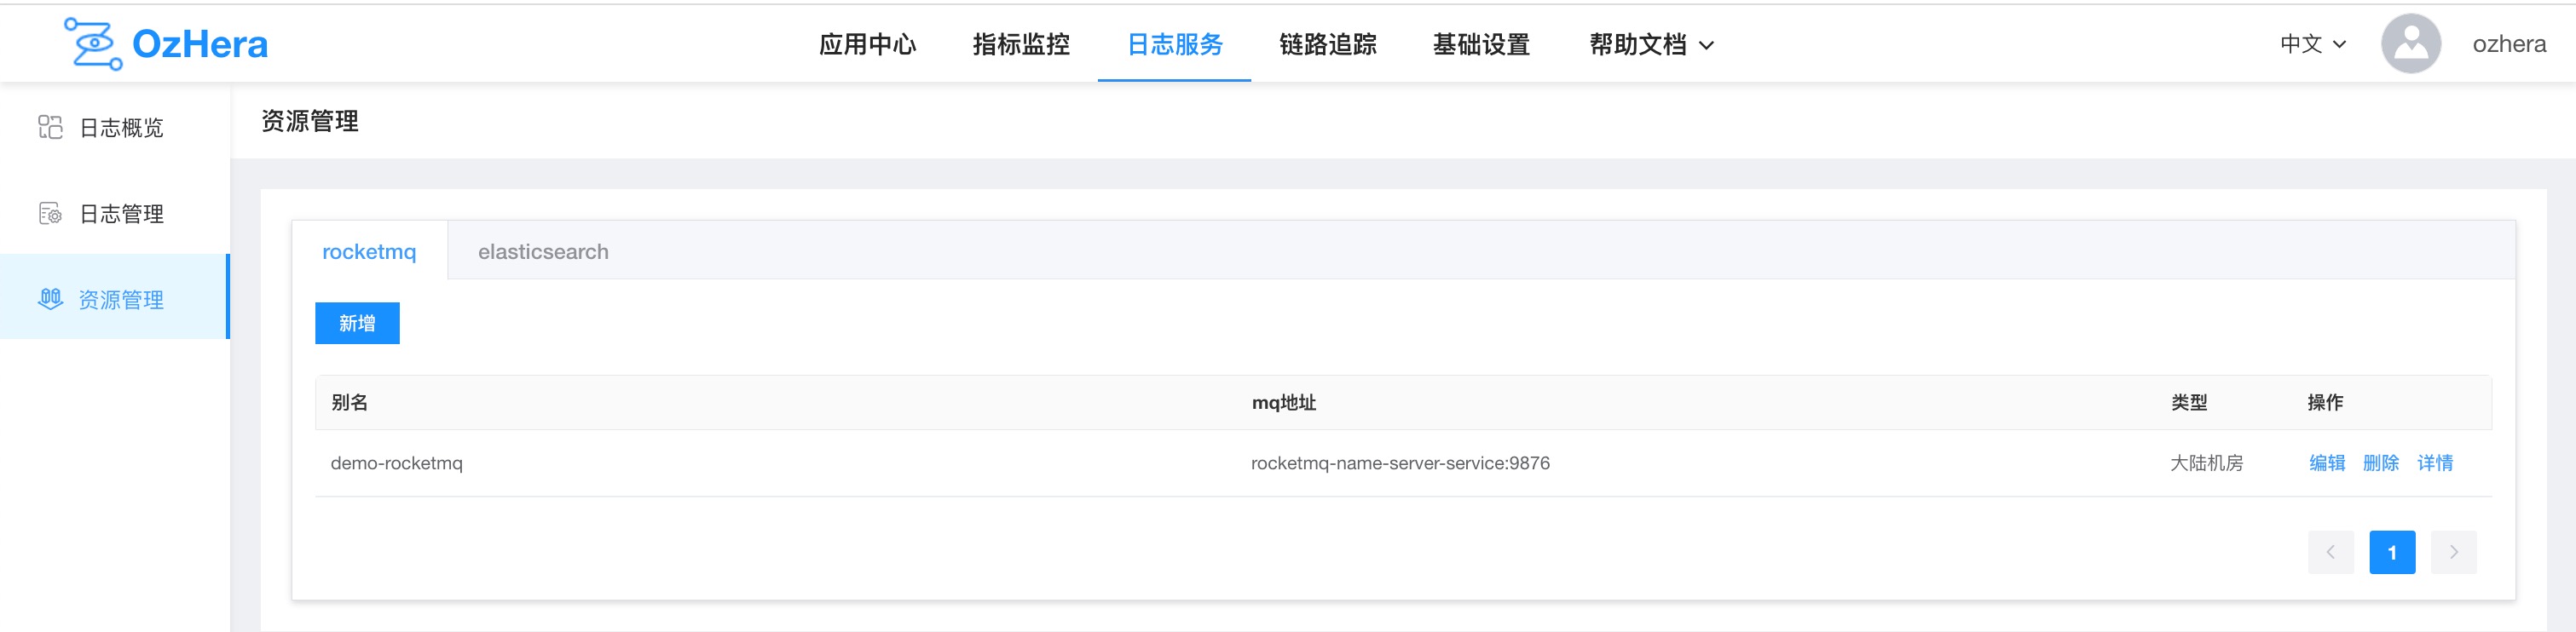 OzHera
应用中心 指标监控 日志服务 链路追踪 基础设置 帮助文档
中文 ozhera
日志概览
日志管理
资源管理
资源管理
rocketmq elasticsearch
新增
别名 mq地址 类型 操作
demo-rocketmq rocketmq-name-server-service:9876 大陆机房 编辑 删除 详情
1